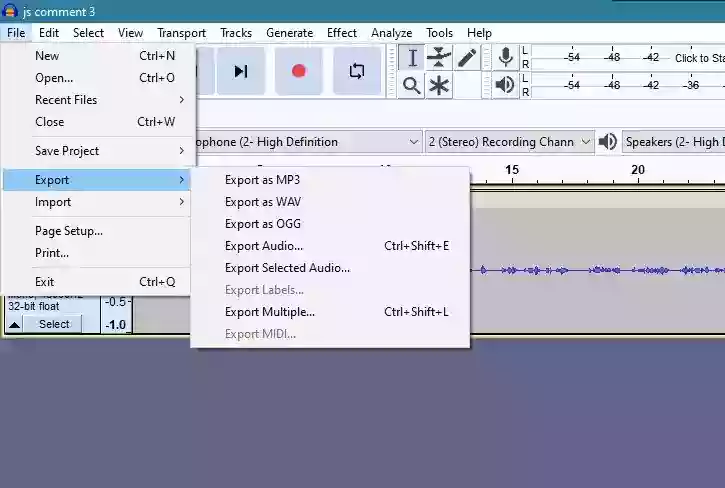 js comment 3
File Edit Select View Transport Tracks Generate Effect Analyze Tools Help
New Ctrl+N
Open... Ctrl+O
Recent Files >
Close Ctrl+W
Save Project >
Export >
Import >
Page Setup...
Print...
Exit Ctrl+Q
Export as MP3
Export as WAV
Export as OGG
Export Audio... Ctrl+Shift+E
Export Selected Audio...
Export Labels...
Export Multiple... Ctrl+Shift+L
Export MIDI...
L
R
-54 -48 -42 Click to Sta
L
R
-54 -48 -42 -36
ophone (2- High Definition
2 (Stereo) Recording Chann
Speakers (2- High D
15 20
32-bit float
Select
-0.5-
-1.0